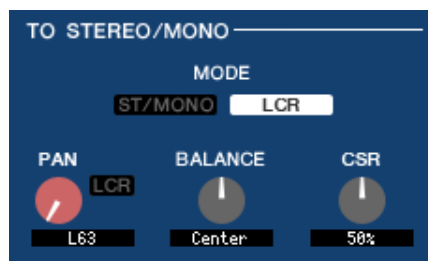 TO STEREO/MONO
MODE
ST/MONO LCR
PAN BALANCE CSR
LCR
L63 Center 50%